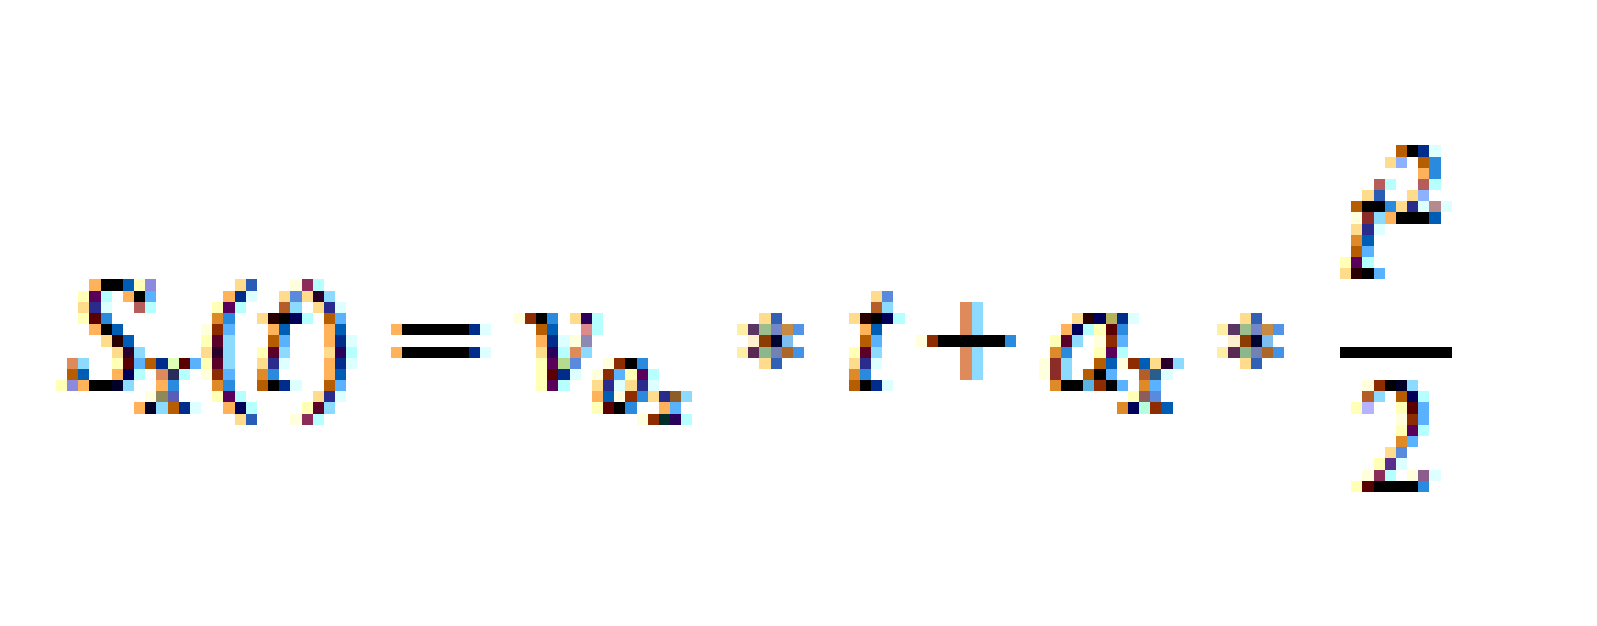 Sₓ(t) = v₀ₓ * t + aₓ * t²/2